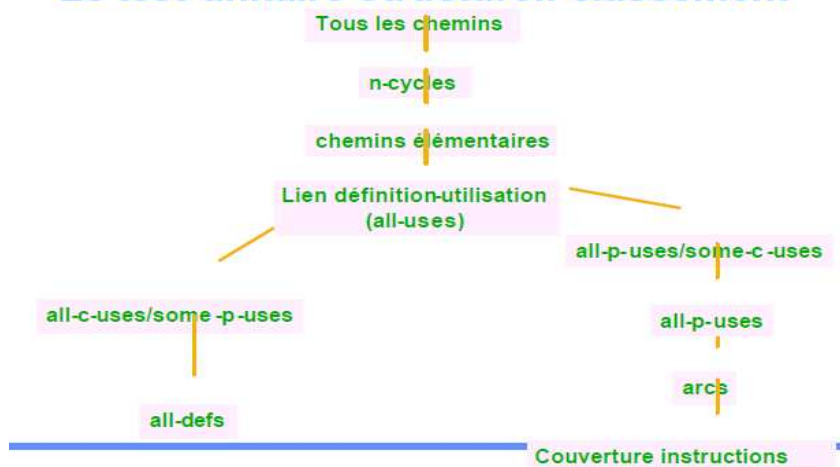 Tous les chemins
n-cycles
chemins élémentaires
Lien définition-utilisation
(all-uses)
all-p-uses/some-c-uses
all-c-uses/some-p-uses
all-p-uses
arcs
all-defs
Couverture instructions